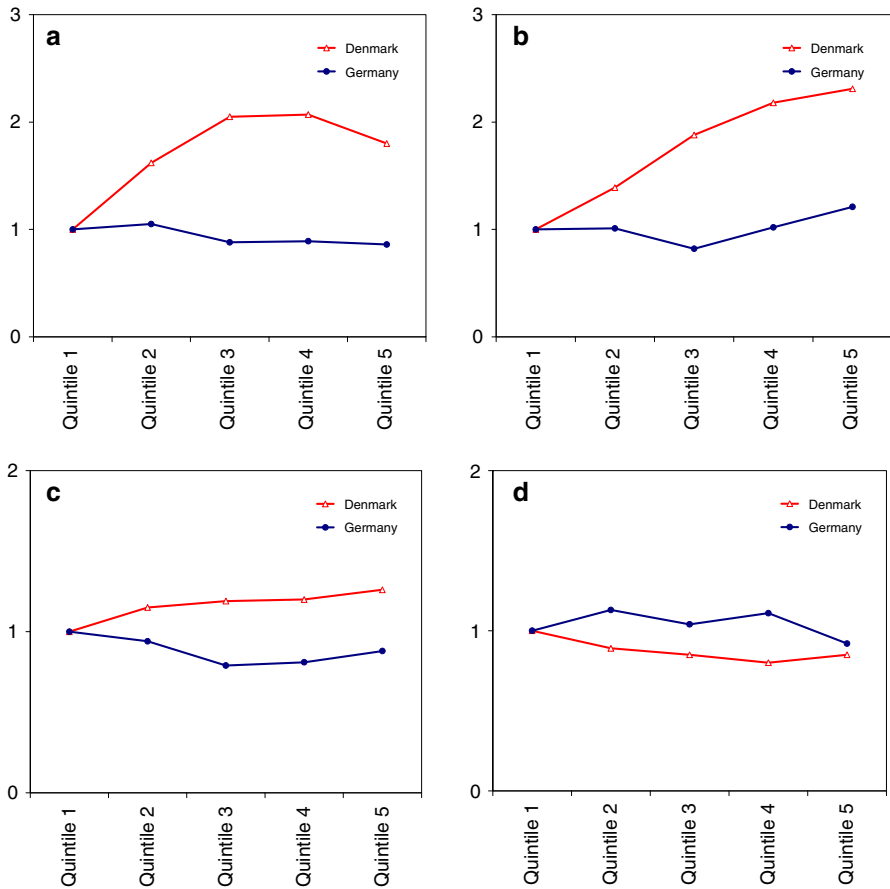 a
Denmark
Germany
3
2
1
0
Quintile 1
Quintile 2
Quintile 3
Quintile 4
Quintile 5
b
Denmark
Germany
3
2
1
0
Quintile 1
Quintile 2
Quintile 3
Quintile 4
Quintile 5
c
Denmark
Germany
2
1
0
Quintile 1
Quintile 2
Quintile 3
Quintile 4
Quintile 5
d
Denmark
Germany
2
1
0
Quintile 1
Quintile 2
Quintile 3
Quintile 4
Quintile 5